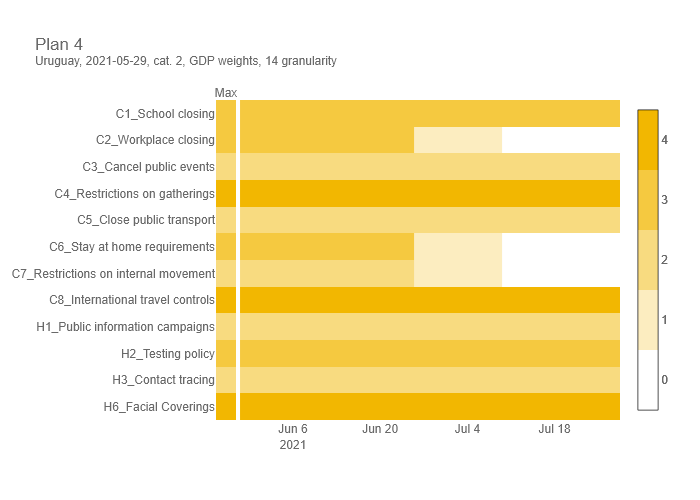 Plan 4
Uruguay, 2021-05-29, cat. 2, GDP weights, 14 granularity
Max
C1_School closing
C2_Workplace closing
C3_Cancel public events
C4_Restrictions on gatherings
C5_Close public transport
C6_Stay at home requirements
C7_Restrictions on internal movement
C8_International travel controls
H1_Public information campaigns
H2_Testing policy
H3_Contact tracing
H6_Facial Coverings
Jun 6 Jun 20 Jul 4 Jul 18
2021
4
3
2
1
0